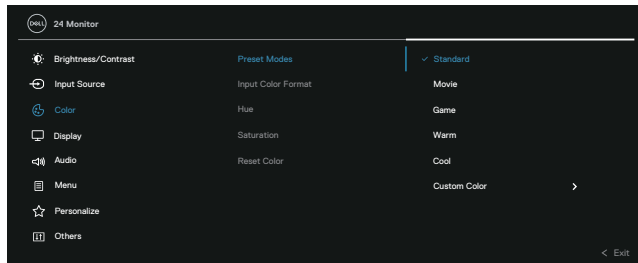 DELL 24 Monitor
Brightness/Contrast Preset Modes Standard
Input Source Input Color Format Movie
Color Hue Game
Display Saturation Warm
Audio Reset Color Cool
Menu Custom Color >
Personalize
Others
< Exit